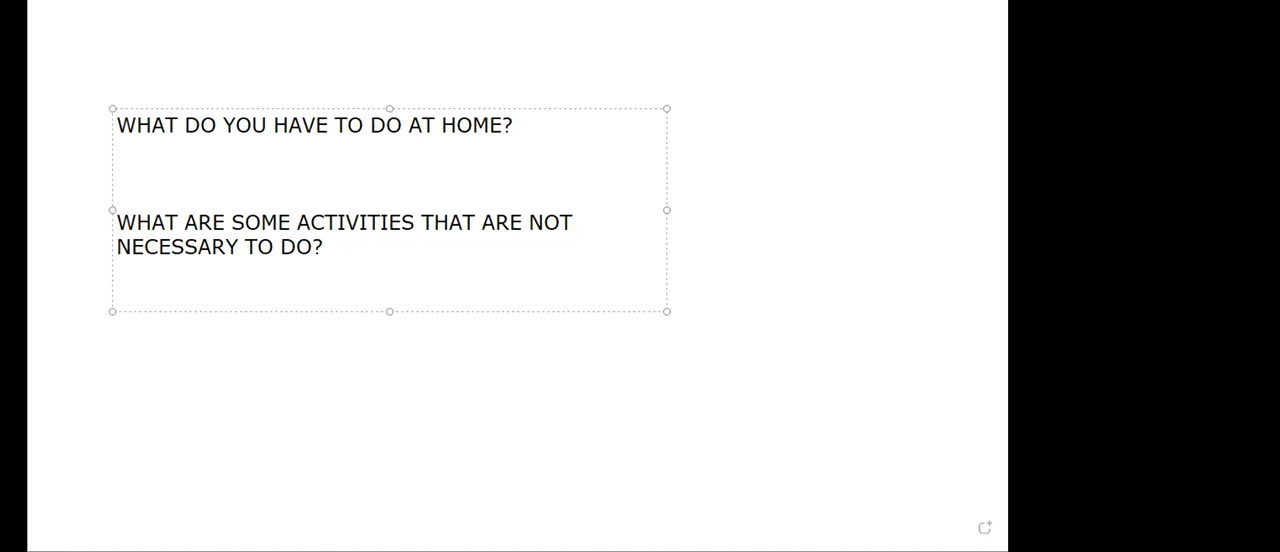 WHAT DO YOU HAVE TO DO AT HOME?
WHAT ARE SOME ACTIVITIES THAT ARE NOT
NECESSARY TO DO?